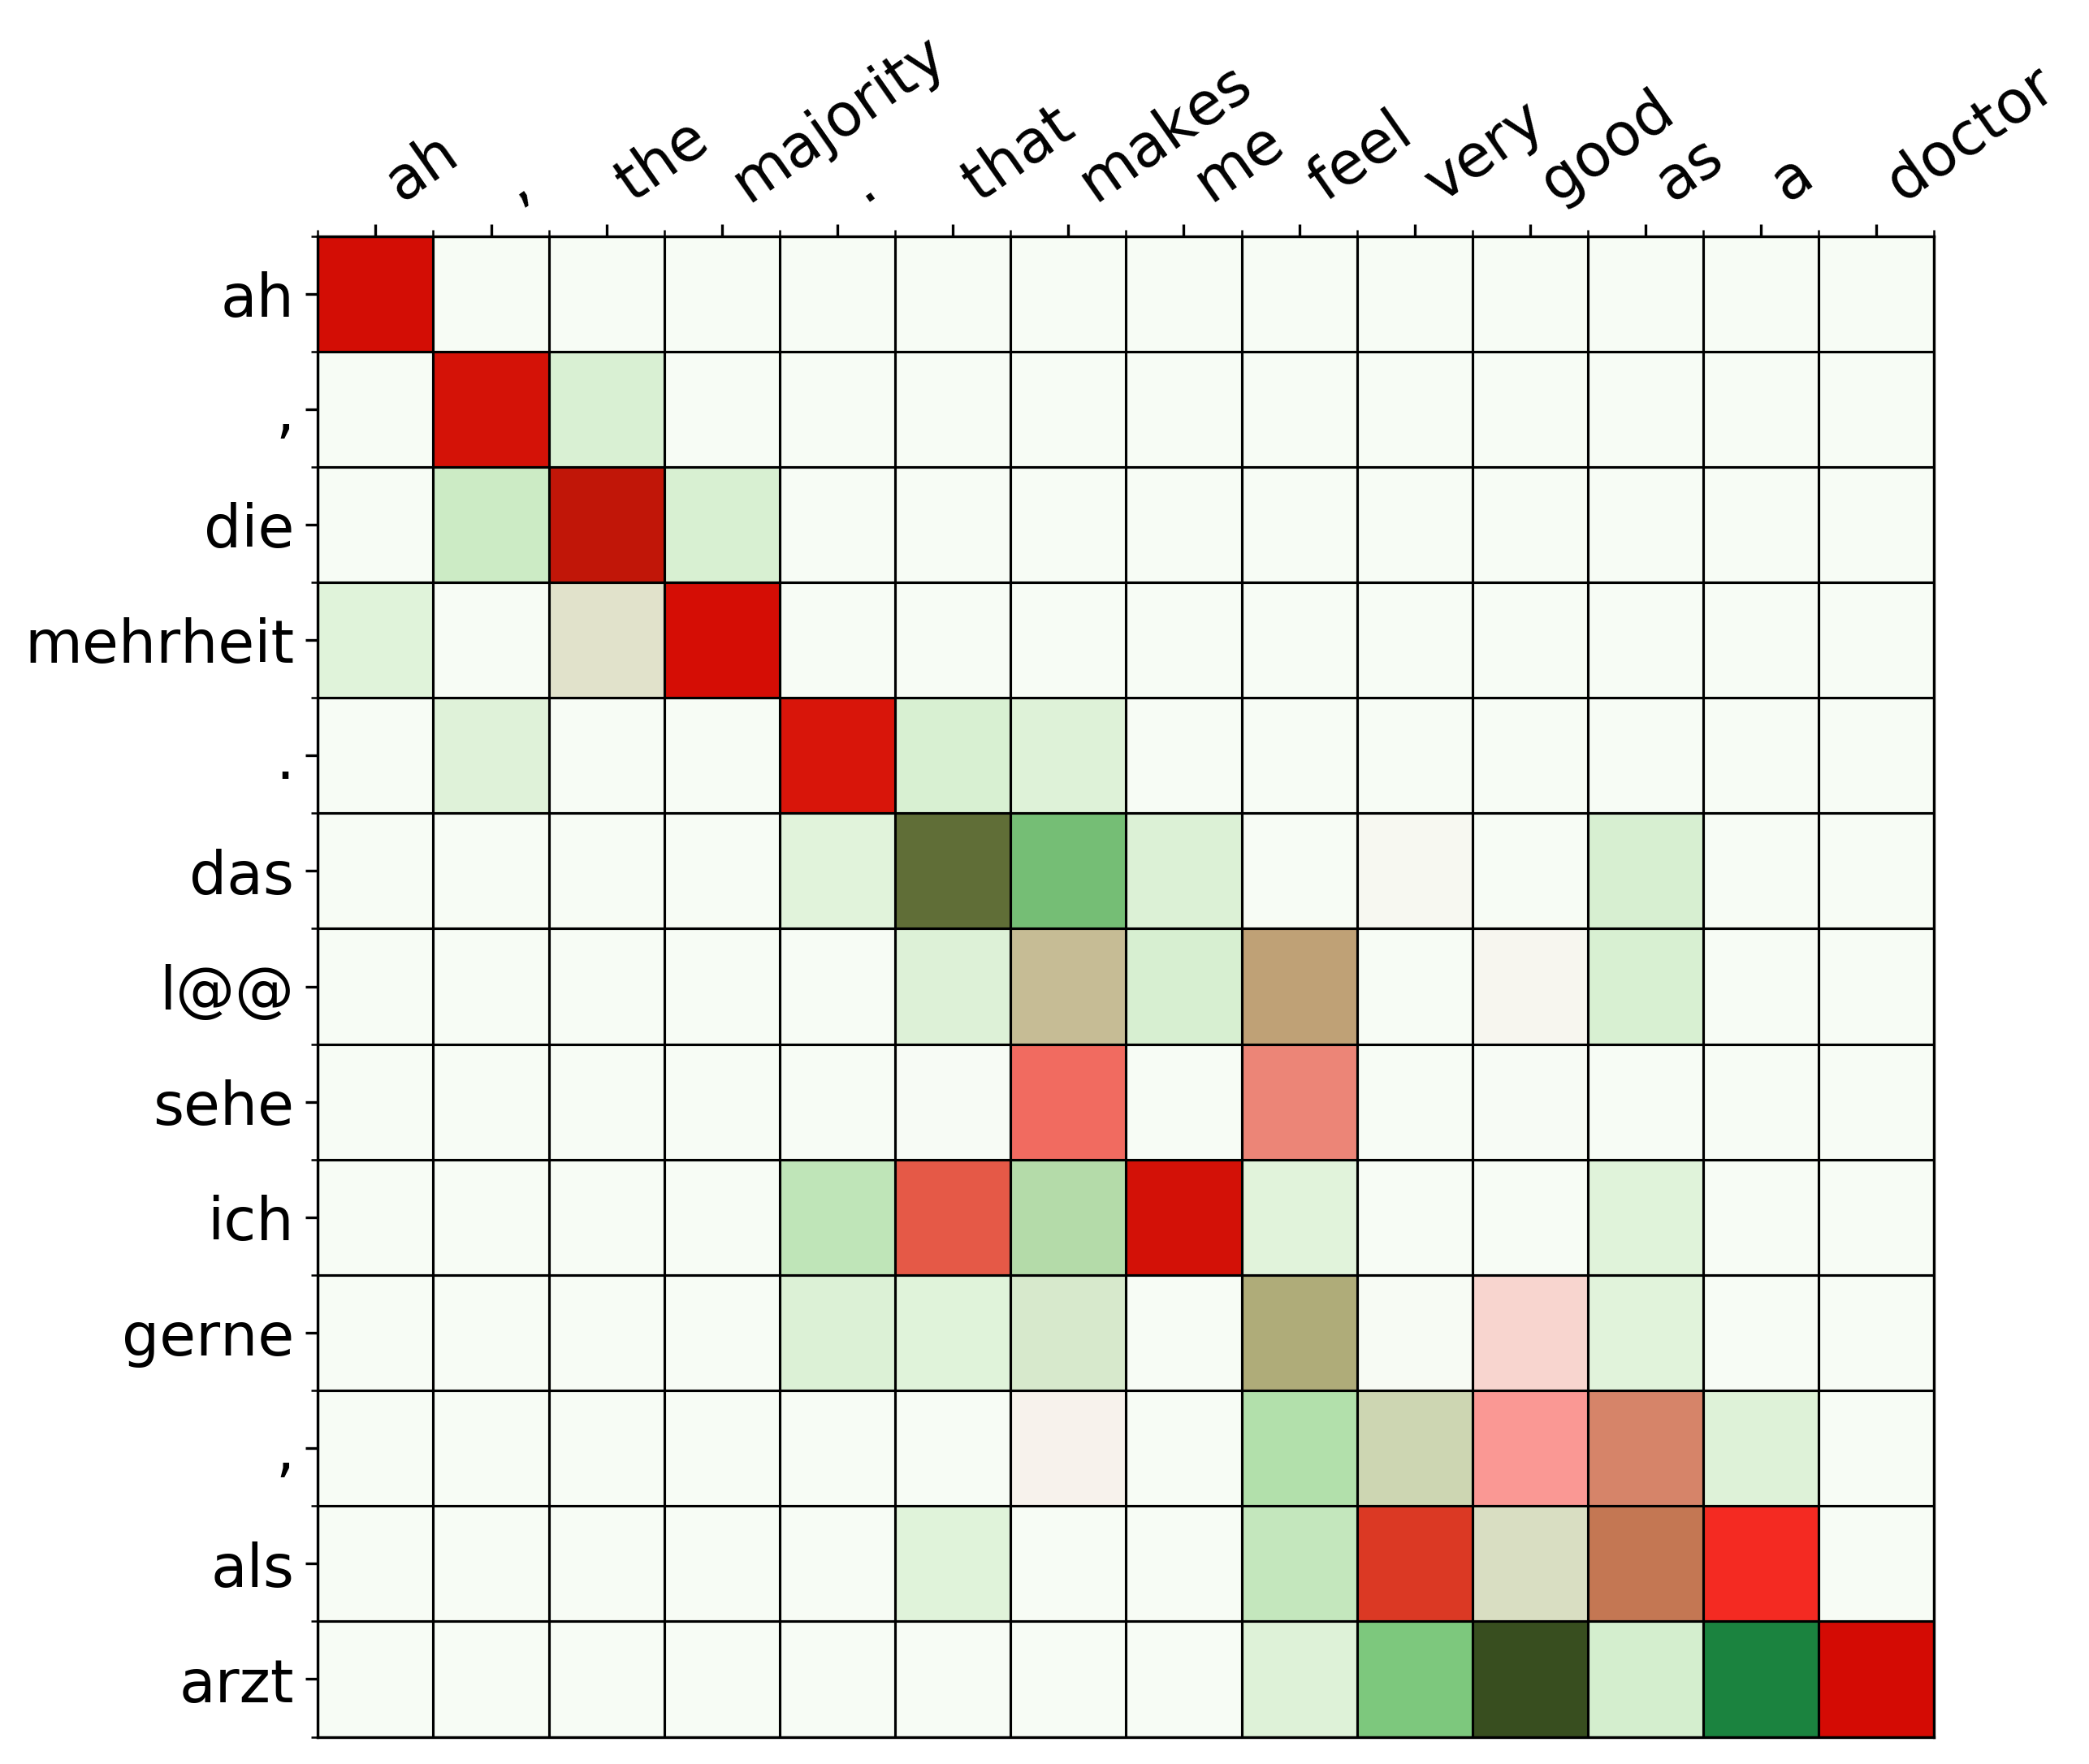 ah , the majority . that makes me feel very good as a doctor
ah
,
die
mehrheit
.
das
l@@
sehe
ich
gerne
,
als
arzt